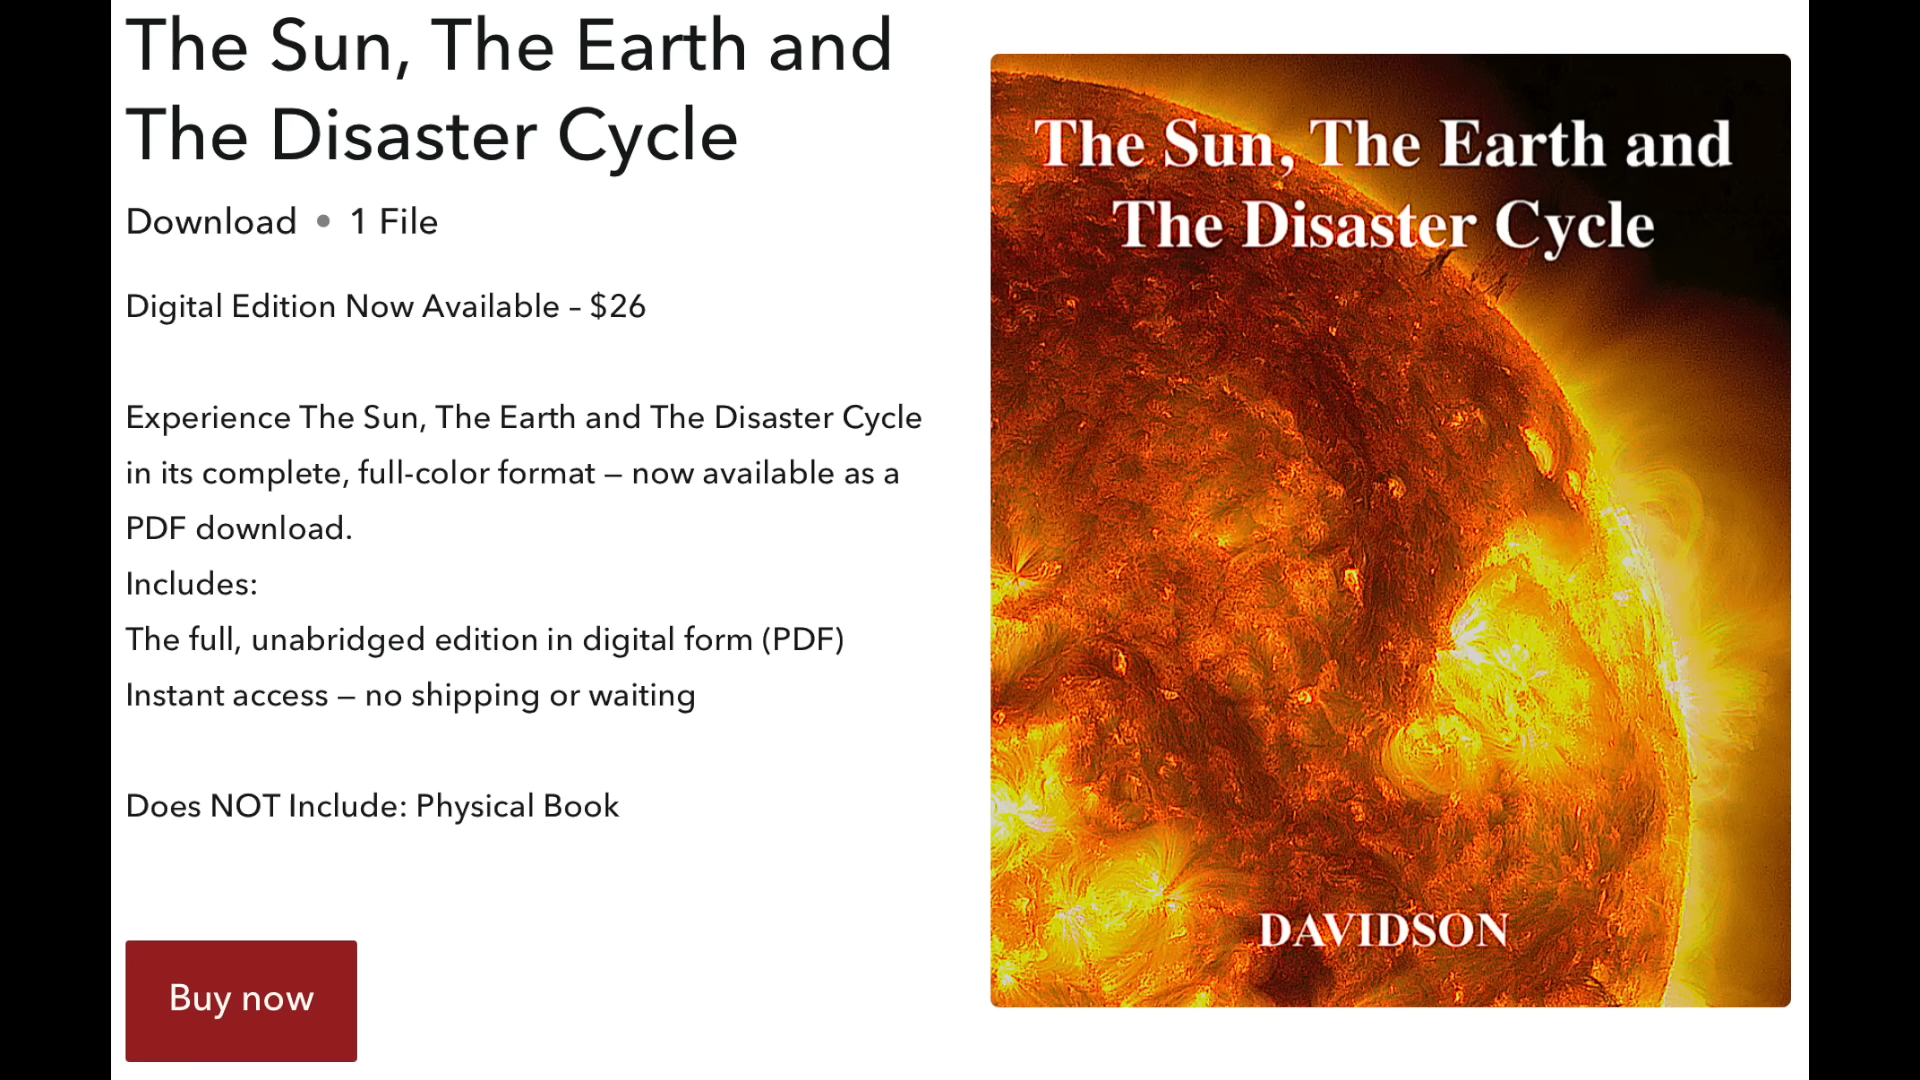 The Sun, The Earth and
The Disaster Cycle
Download • 1 File
Digital Edition Now Available – $26
Experience The Sun, The Earth and The Disaster Cycle
in its complete, full-color format — now available as a
PDF download.
Includes:
The full, unabridged edition in digital form (PDF)
Instant access — no shipping or waiting
Does NOT Include: Physical Book
Buy now
The Sun, The Earth and
The Disaster Cycle
DAVIDSON